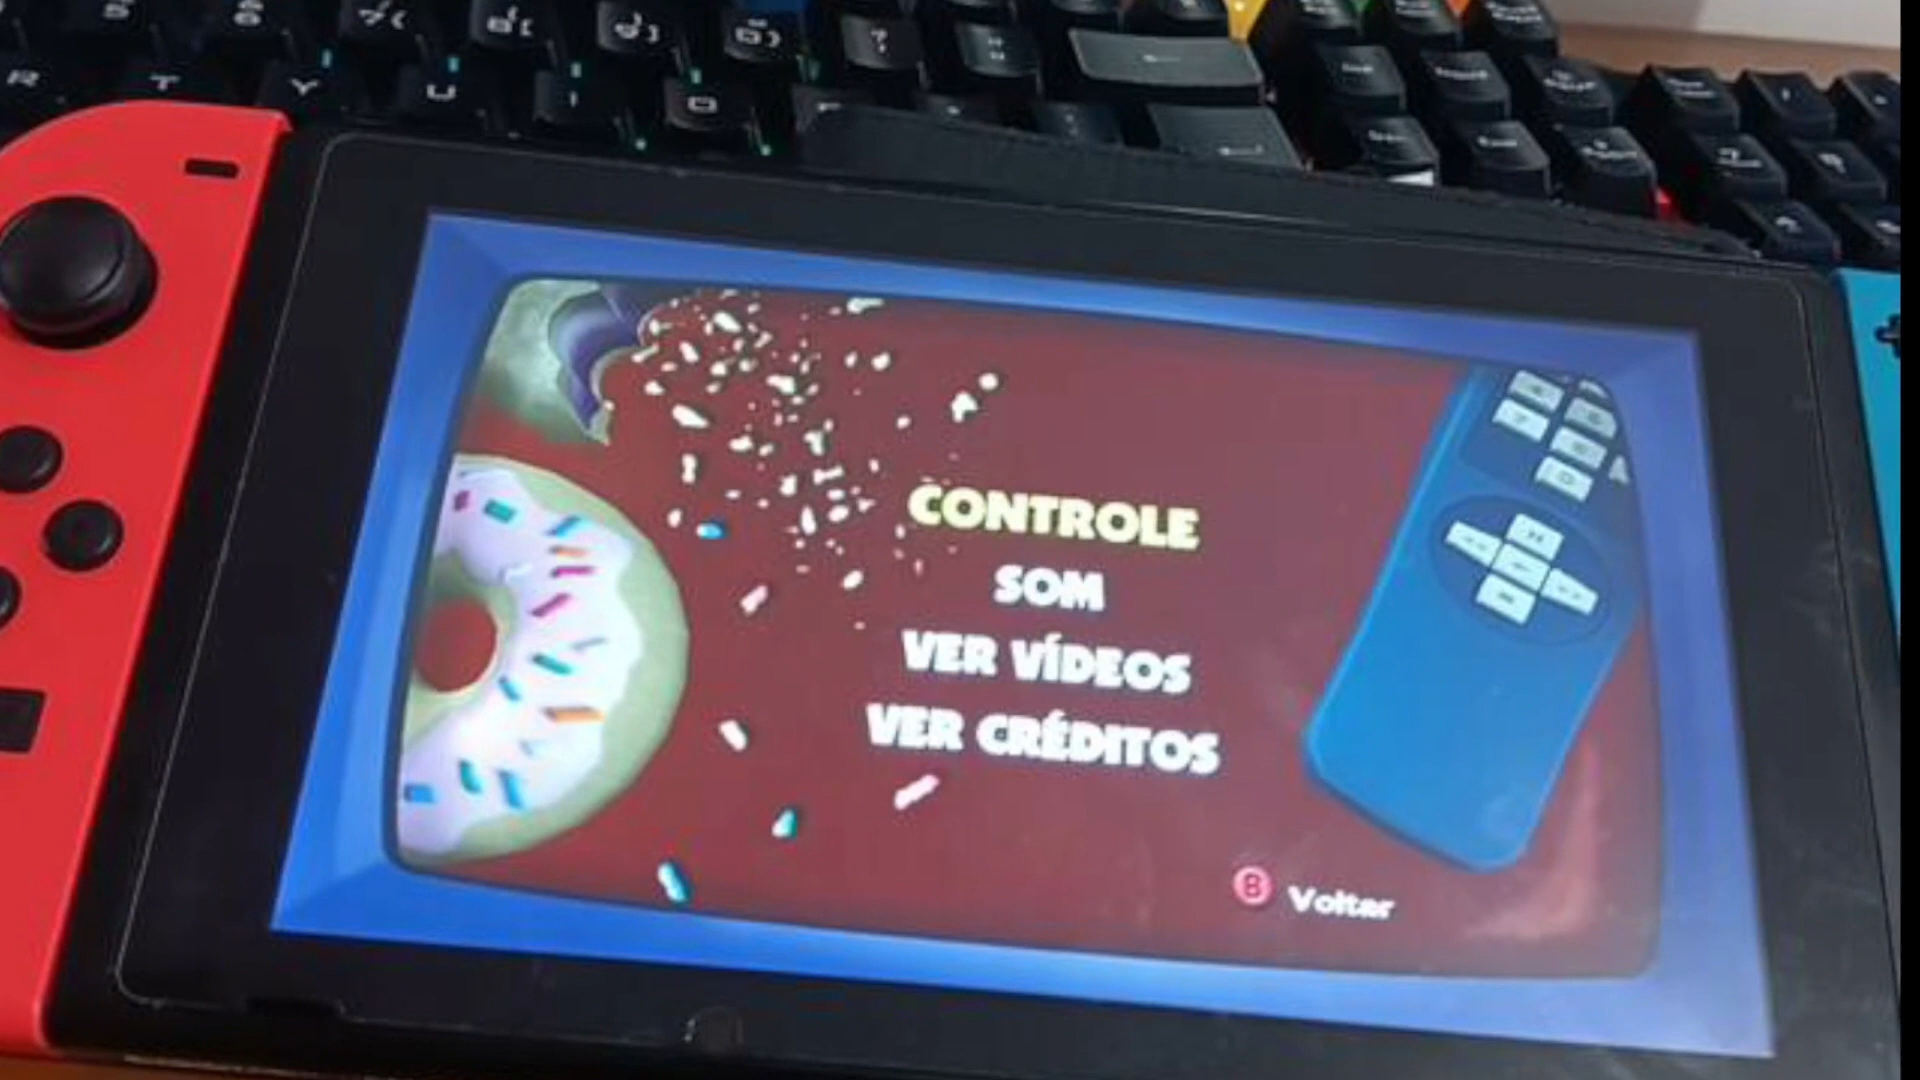 R T Y U I O
CONTROLE
SOM
VER VÍDEOS
VER CRÉDITOS
B Voltar